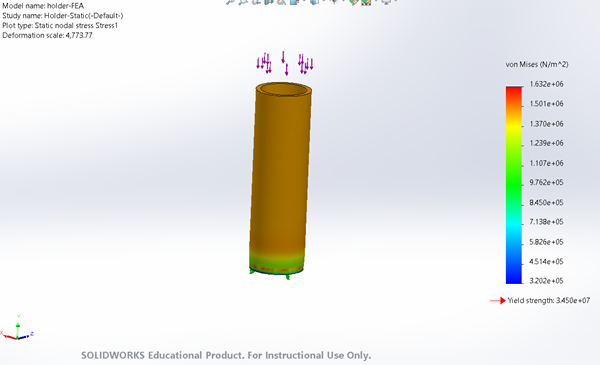 Model name: holder-FEA
Study name: Holder-Static(-Default-)
Plot type: Static nodal stress Stress1
Deformation scale: 4,773.77
von Mises (N/m^2)
1.632e+06
1.501e+06
1.370e+06
1.239e+06
1.107e+06
9.762e+05
8.450e+05
7.138e+05
5.826e+05
4.514e+05
3.202e+05
Yield strength: 3.450e+07
Y
X
Z
SOLIDWORKS Educational Product. For Instructional Use Only.